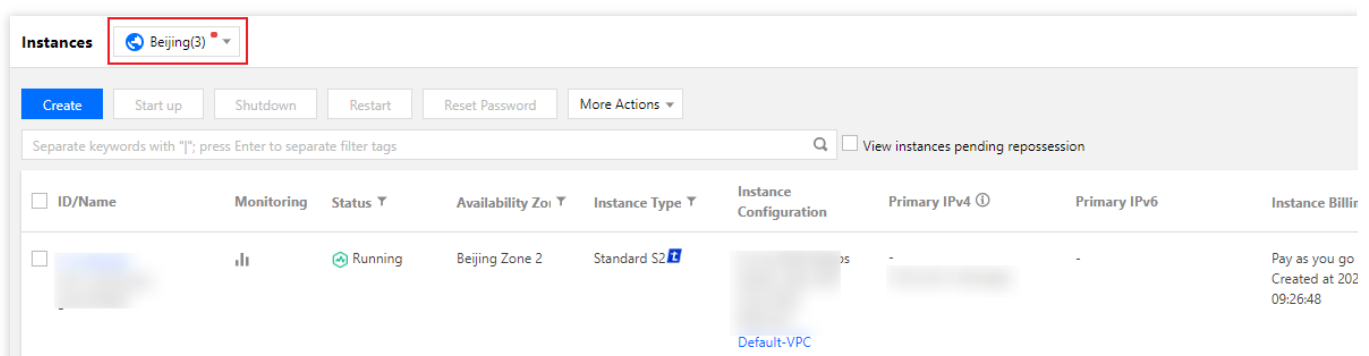 Instances Beijing(3)
Create Start up Shutdown Restart Reset Password More Actions
Separate keywords with "|"; press Enter to separate filter tags View instances pending repossession
ID/Name Monitoring Status Availability Zo Instance Type Instance Configuration Primary IPv4 Primary IPv6 Instance Billin
Running Beijing Zone 2 Standard S2 t - - Pay as you go
Created at 202
09:26:48
-
Default-VPC